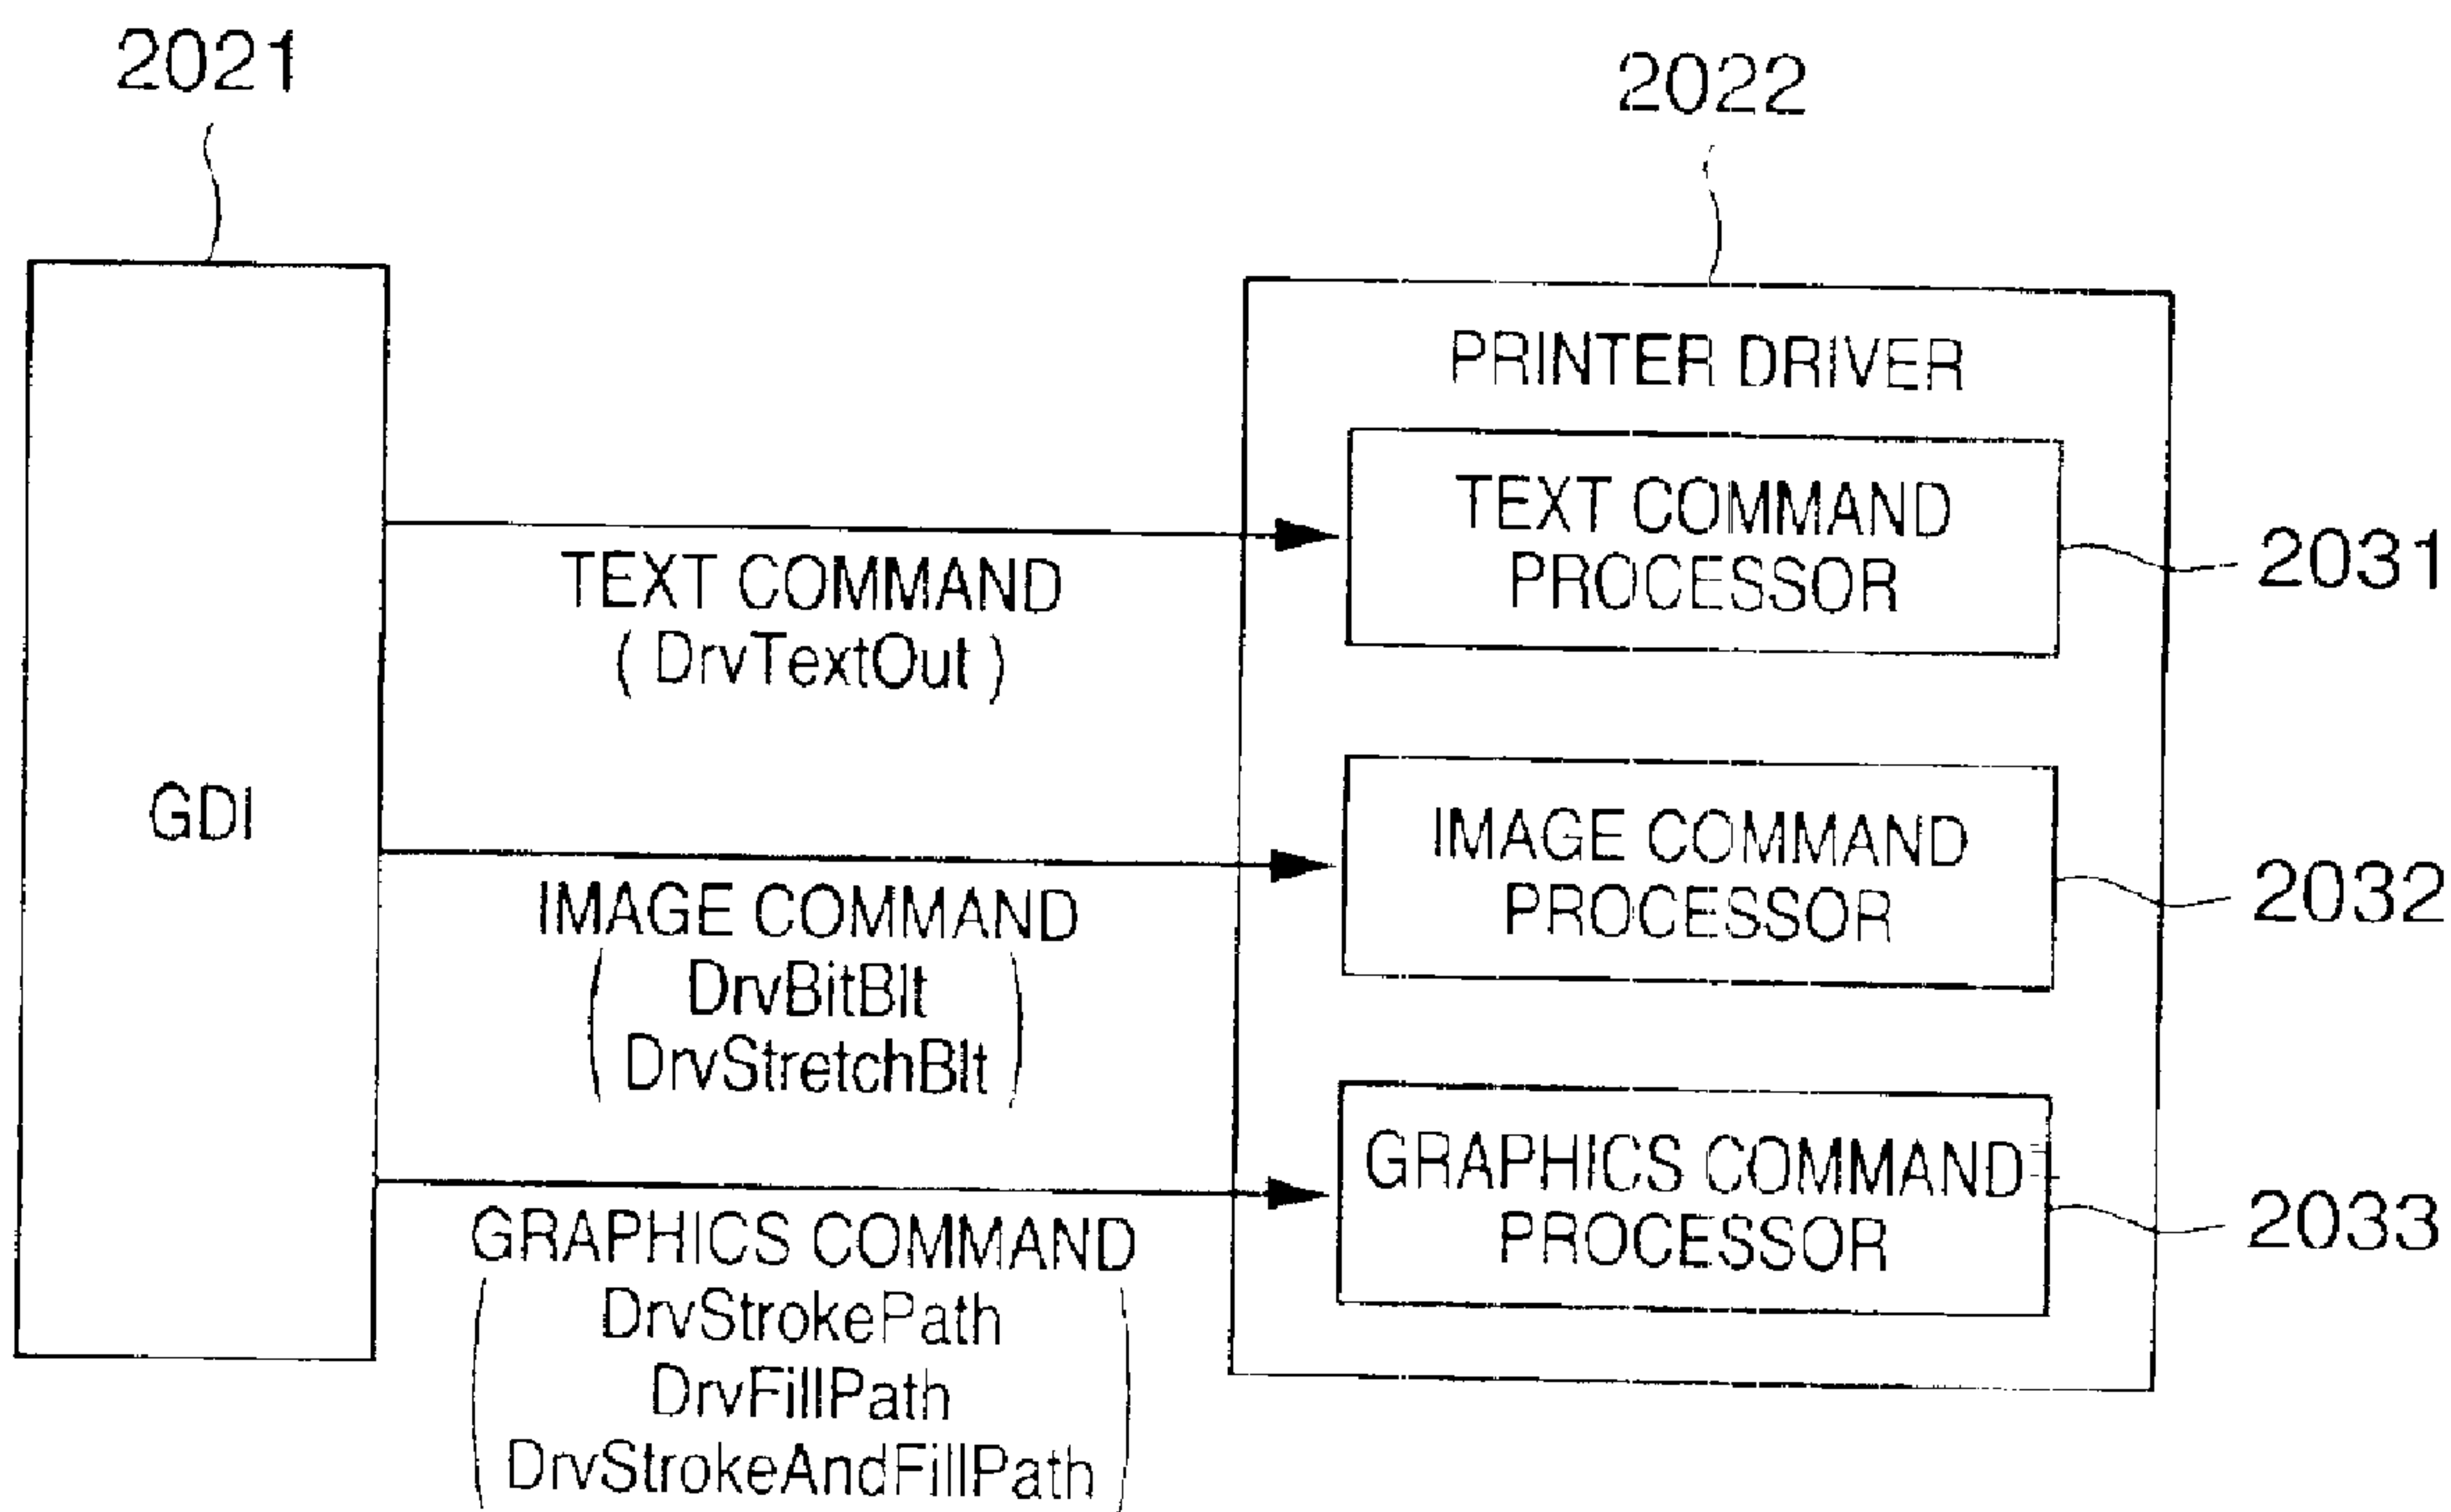 2021
2022
GDI
PRINTER DRIVER
TEXT COMMAND
PROCESSOR
2031
TEXT COMMAND
( DrvTextOut )
IMAGE COMMAND
PROCESSOR
2032
IMAGE COMMAND
( DrvBitBlt
DrvStretchBlt )
GRAPHICS COMMAND
PROCESSOR
2033
GRAPHICS COMMAND
( DrvStrokePath
DrvFillPath
DrvStrokeAndFillPath )